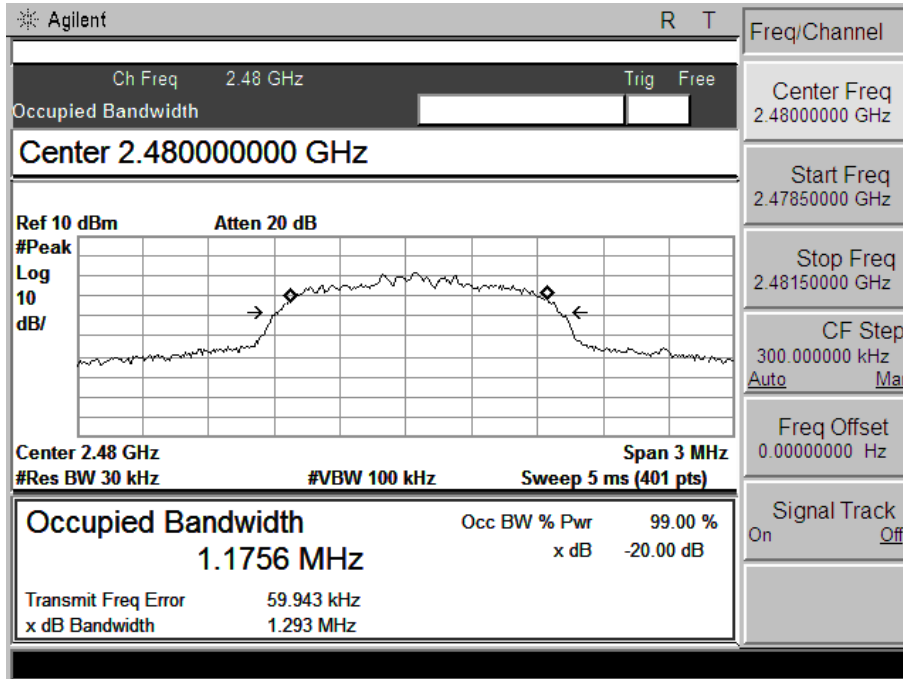 Agilent R T
Ch Freq 2.48 GHz Trig Free
Occupied Bandwidth
Center 2.480000000 GHz
Ref 10 dBm Atten 20 dB
#Peak
Log
10
dB/
Center 2.48 GHz Span 3 MHz
#Res BW 30 kHz #VBW 100 kHz Sweep 5 ms (401 pts)
Occupied Bandwidth Occ BW % Pwr 99.00 %
1.1756 MHz x dB -20.00 dB
Transmit Freq Error 59.943 kHz
x dB Bandwidth 1.293 MHz
Freq/Channel
Center Freq
2.48000000 GHz
Start Freq
2.47850000 GHz
Stop Freq
2.48150000 GHz
CF Step
300.000000 kHz
Auto Ma
Freq Offset
0.00000000 Hz
Signal Track
On Off